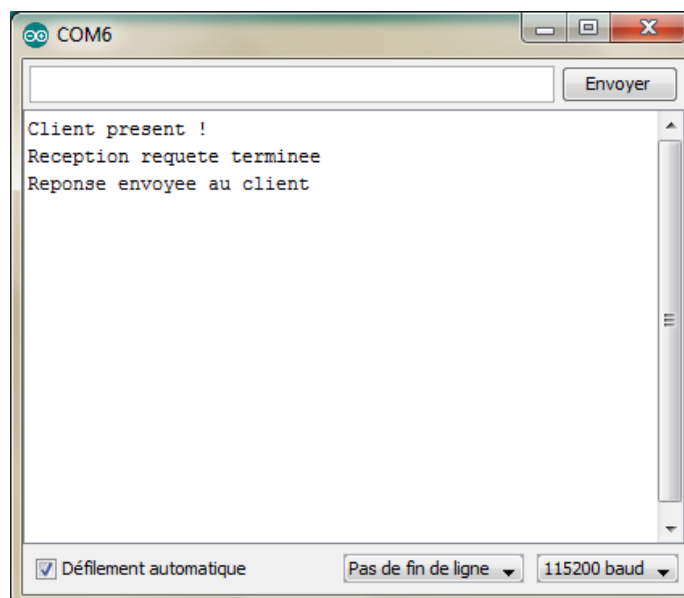 COM6
Envoyer
Client present !
Reception requete terminee
Reponse envoyee au client
Défilement automatique
Pas de fin de ligne
115200 baud